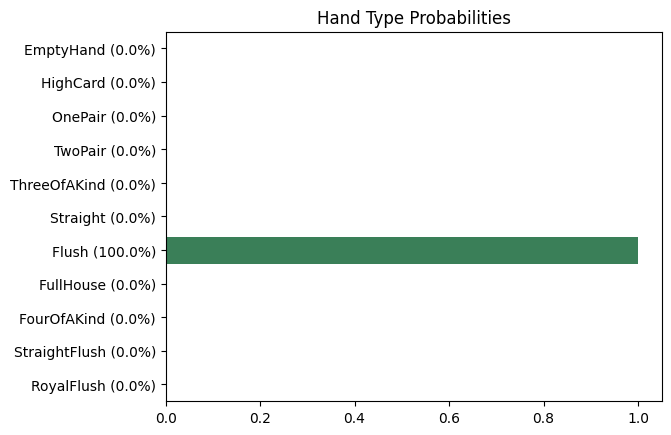 Hand Type Probabilities
EmptyHand (0.0%)
HighCard (0.0%)
OnePair (0.0%)
TwoPair (0.0%)
ThreeOfAKind (0.0%)
Straight (0.0%)
Flush (100.0%)
FullHouse (0.0%)
FourOfAKind (0.0%)
StraightFlush (0.0%)
RoyalFlush (0.0%)
0.0 0.2 0.4 0.6 0.8 1.0